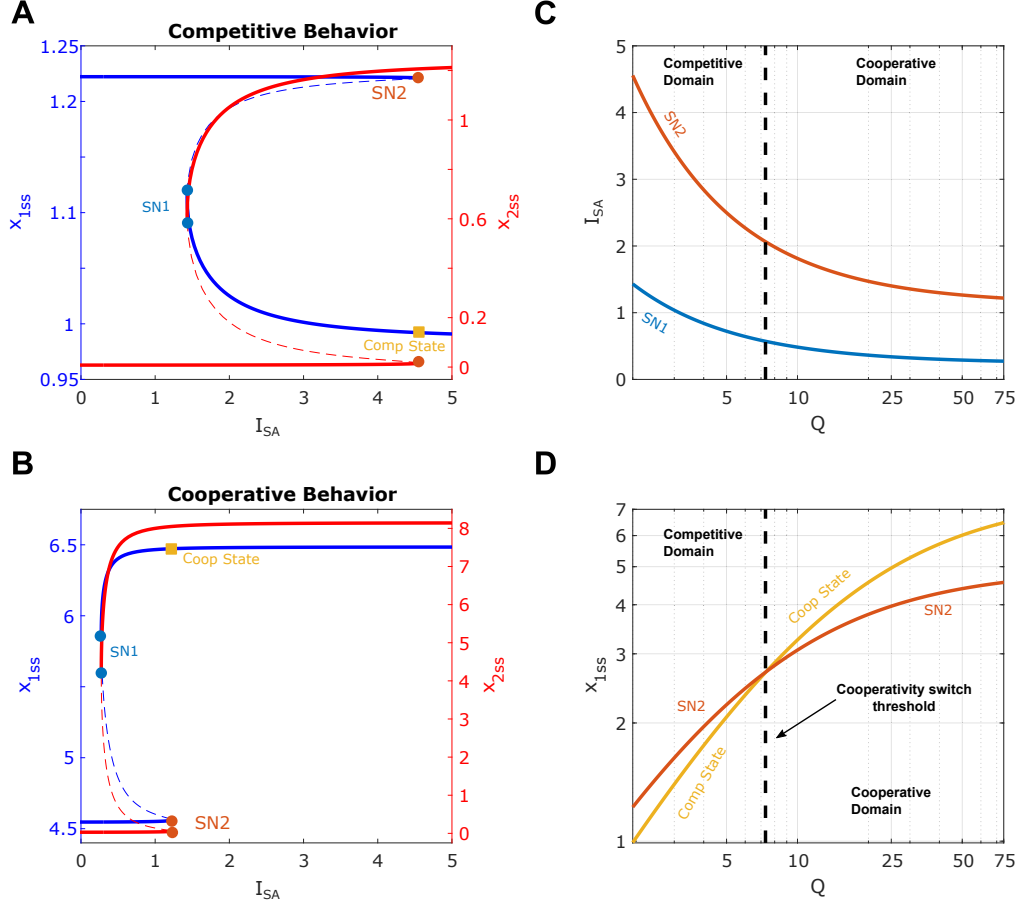 A
Competitive Behavior
1.25
1.2
1.1
1
0.95
x1ss
1
0.6
0.2
0
x2ss
SN2
SN1
Comp State
0 1 2 3 4 5
ISA
B
Cooperative Behavior
6.5
6
5
4.5
x1ss
8
7
6
5
4
3
2
1
0
x2ss
Coop State
SN1
SN2
0 1 2 3 4 5
ISA
C
5
4
3
2
1
0
ISA
Competitive
Domain
Cooperative
Domain
SN2
SN1
5 10 25 50 75
Q
D
7
6
5
4
3
2
1
x1ss
Competitive
Domain
Coop State
SN2
SN2
Cooperativity switch
threshold
Comp State
Cooperative
Domain
5 10 25 50 75
Q